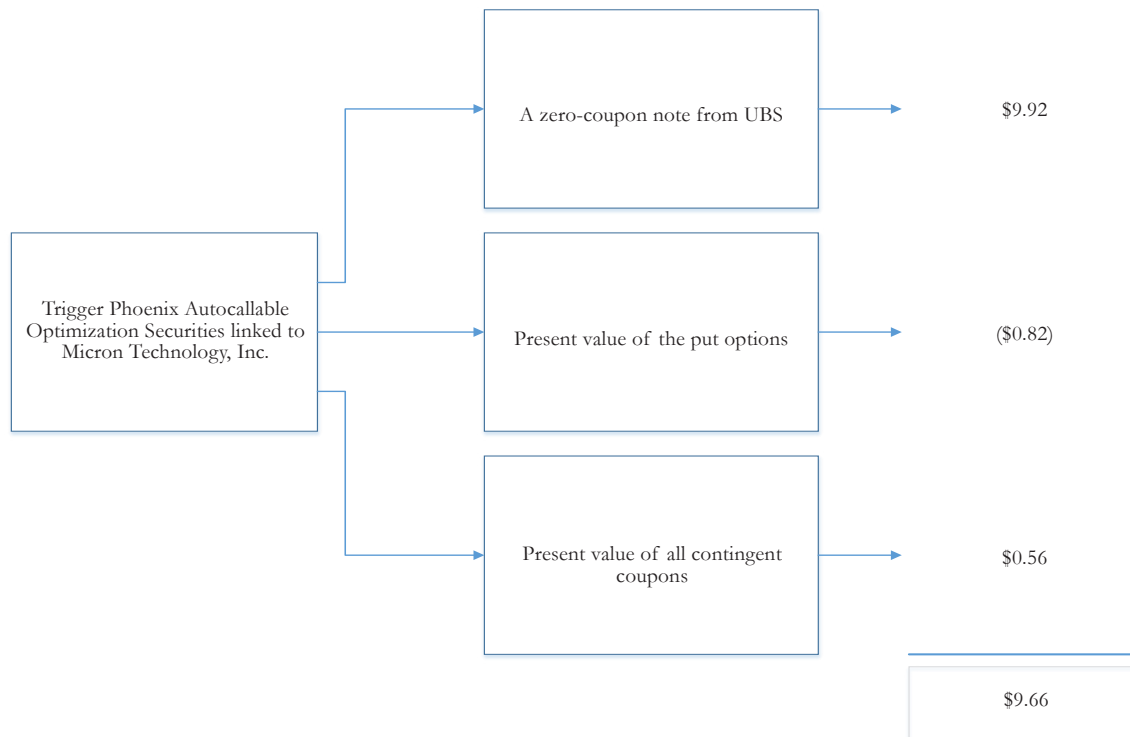 A zero-coupon note from UBS
$9.92
Trigger Phoenix Autocallable
Optimization Securities linked to
Micron Technology, Inc.
Present value of the put options
($0.82)
Present value of all contingent
coupons
$0.56
$9.66